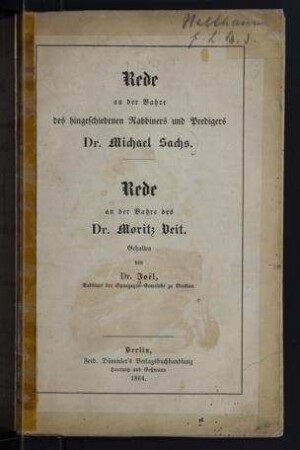 Rede
an der Bahre
des hingeschiedenen Rabbiners und Predigers
Dr. Michael Sachs.
Rede
an der Bahre des
Dr. Moritz Veit.
Gehalten
von
Dr. Joël,
Rabbiner der Synagogen-Gemeinde zu Breslau.
Berlin,
Ferd. Dümmler's Verlagsbuchhandlung
Harrwitz und Goßmann
1864.